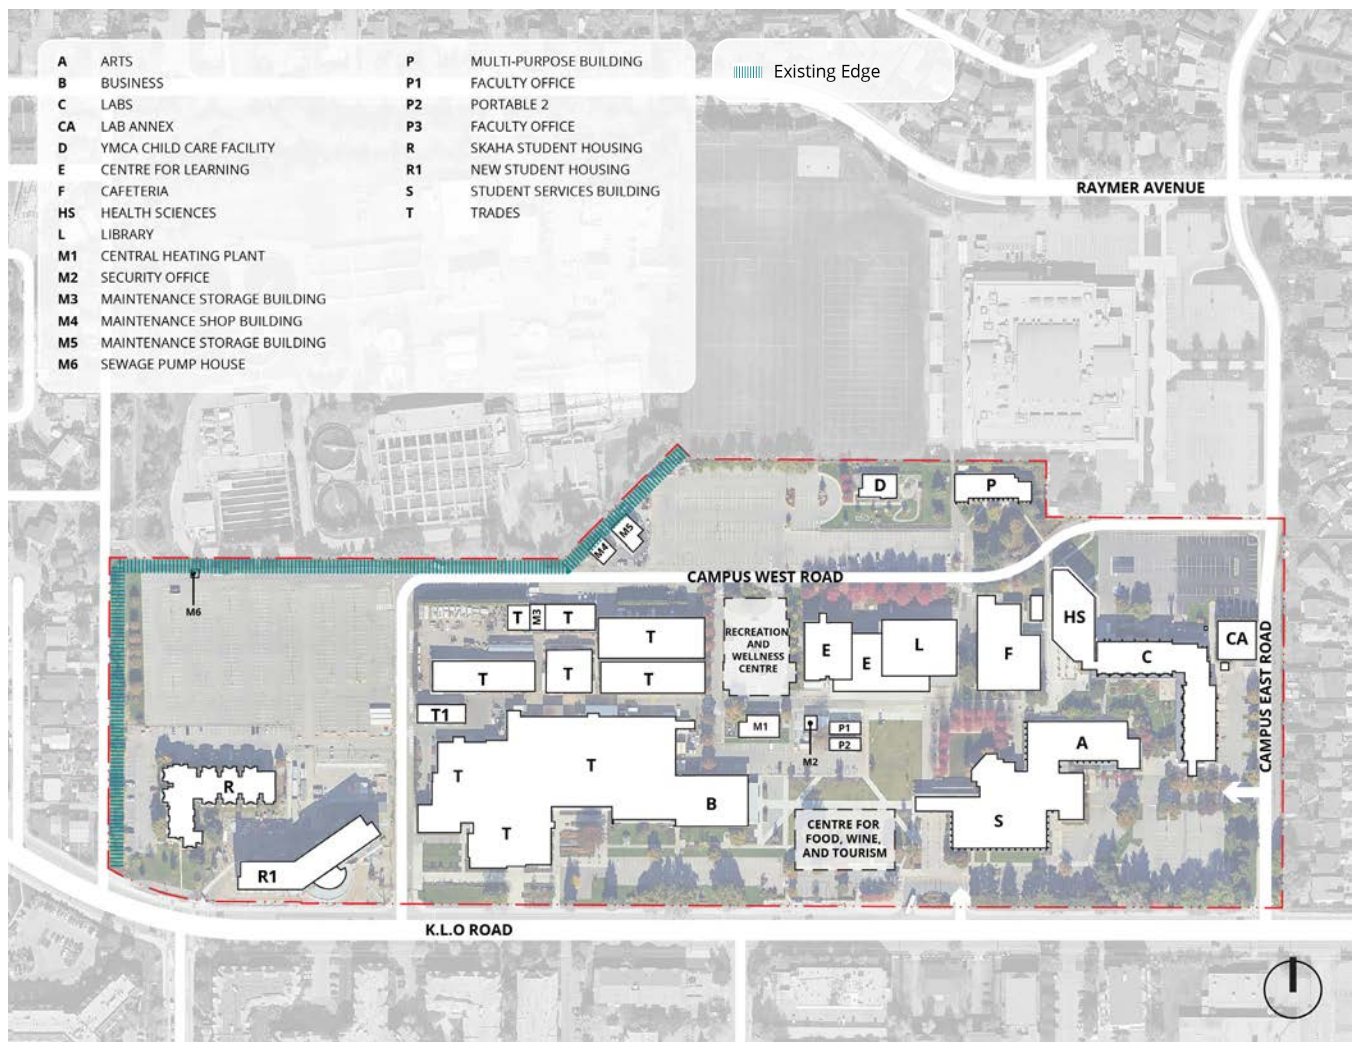 A ARTS
B BUSINESS
C LABS
CA LAB ANNEX
D YMCA CHILD CARE FACILITY
E CENTRE FOR LEARNING
F CAFETERIA
HS HEALTH SCIENCES
L LIBRARY
M1 CENTRAL HEATING PLANT
M2 SECURITY OFFICE
M3 MAINTENANCE STORAGE BUILDING
M4 MAINTENANCE SHOP BUILDING
M5 MAINTENANCE STORAGE BUILDING
M6 SEWAGE PUMP HOUSE
P MULTI-PURPOSE BUILDING
P1 FACULTY OFFICE
P2 PORTABLE 2
P3 FACULTY OFFICE
R SKAHA STUDENT HOUSING
R1 NEW STUDENT HOUSING
S STUDENT SERVICES BUILDING
T TRADES
Existing Edge
RAYMER AVENUE
D
P
M5
M4
CAMPUS WEST ROAD
M6
T
M3
T
T
RECREATION
AND
WELLNESS
CENTRE
E
E
L
F
HS
C
CA
T
T
T
T1
M1
M2
P1
P2
A
CAMPUS EAST ROAD
R
T
T
T
B
S
CENTRE FOR
FOOD, WINE,
AND TOURISM
R1
K.L.O ROAD